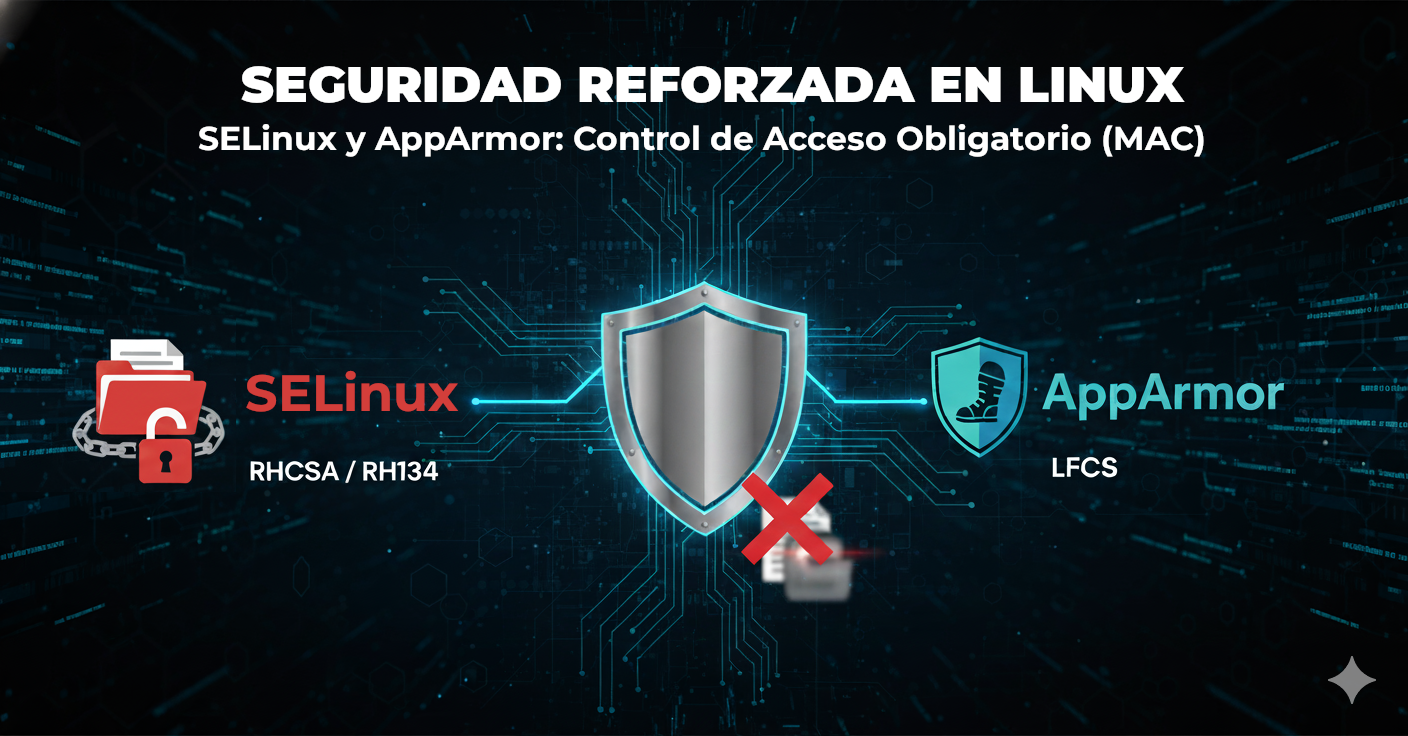 SEGURIDAD REFORZADA EN LINUX
SELinux y AppArmor: Control de Acceso Obligatorio (MAC)
SELinux
RHCSA / RH134
AppArmor
LFCS